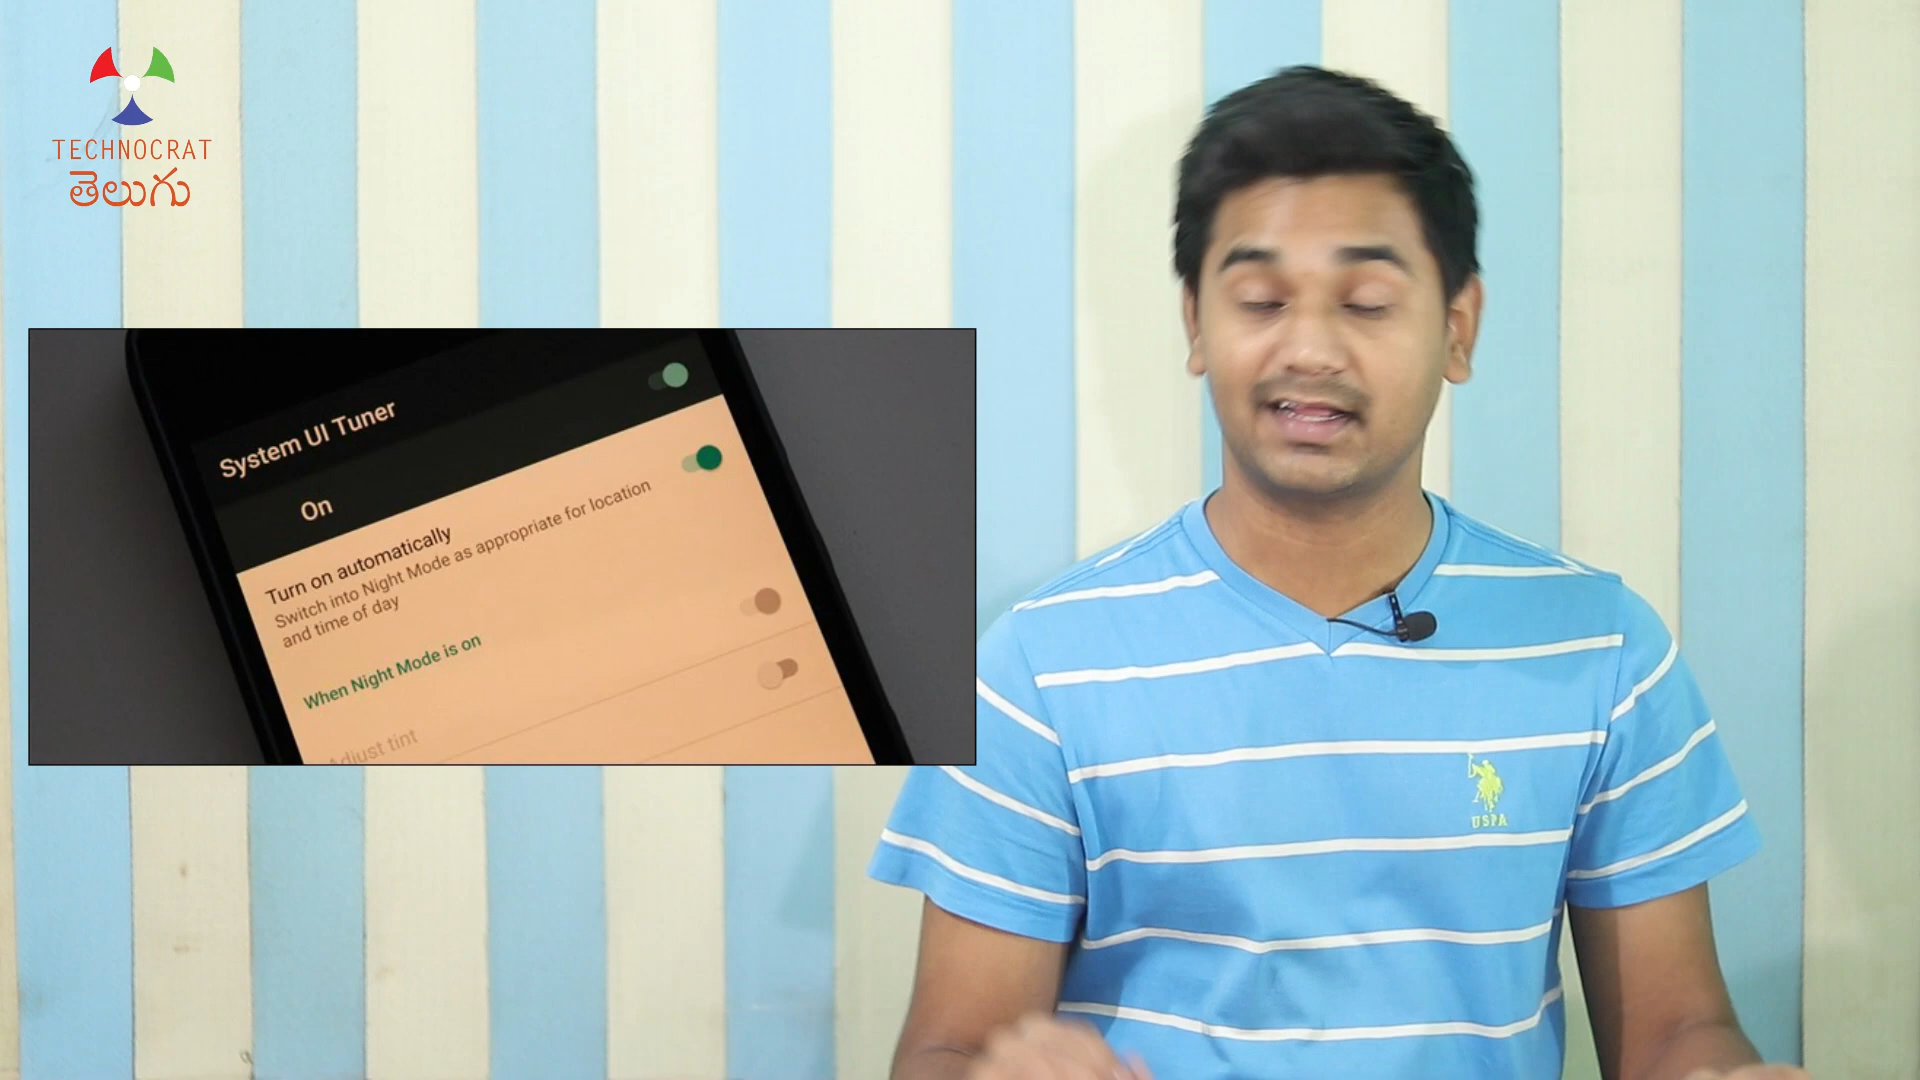 TECHNOCRAT
తెలుగు
System UI Tuner
On
Turn on automatically
Switch into Night Mode as appropriate for location
and time of day
When Night Mode is on
Adjust tint
USPA